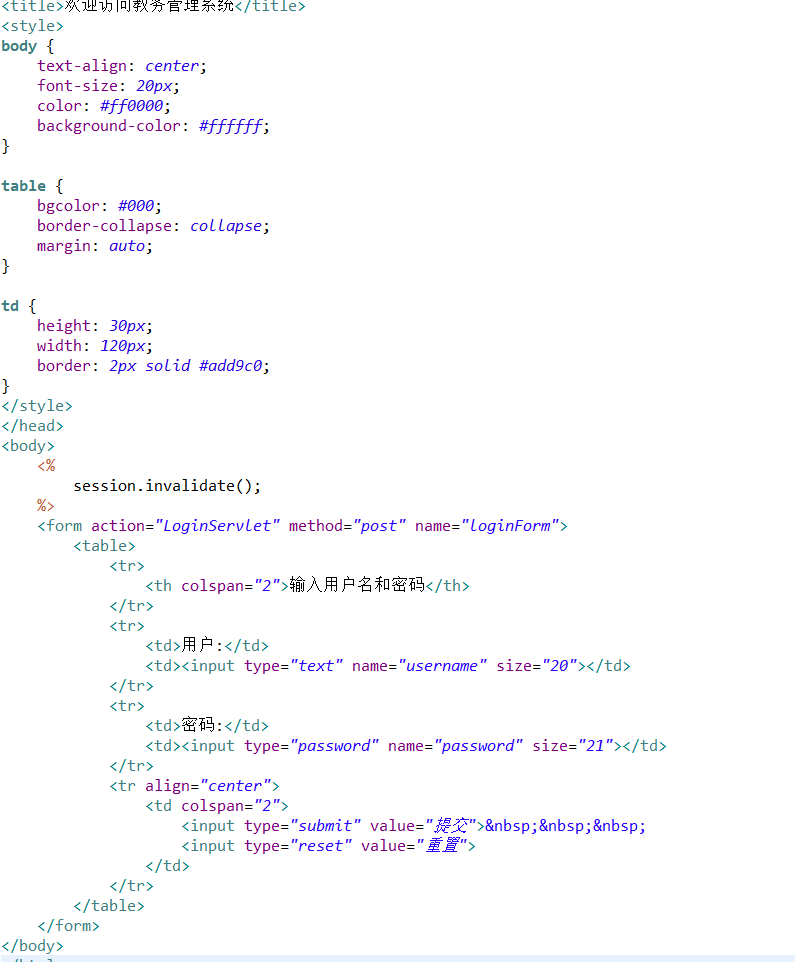 <title>欢迎访问教务管理系统</title>
<style>
body {
    text-align: center;
    font-size: 20px;
    color: #ff0000;
    background-color: #ffffff;
}

table {
    bgcolor: #000;
    border-collapse: collapse;
    margin: auto;
}

td {
    height: 30px;
    width: 120px;
    border: 2px solid #add9c0;
}
</style>
</head>
<body>
    <%
        session.invalidate();
    %>
    <form action="LoginServlet" method="post" name="loginForm">
        <table>
            <tr>
                <th colspan="2">输入用户名和密码</th>
            </tr>
            <tr>
                <td>用户:</td>
                <td><input type="text" name="username" size="20"></td>
            </tr>
            <tr>
                <td>密码:</td>
                <td><input type="password" name="password" size="21"></td>
            </tr>
            <tr align="center">
                <td colspan="2">
                    <input type="submit" value="提交">&nbsp;&nbsp;&nbsp;
                    <input type="reset" value="重置">
                </td>
            </tr>
        </table>
    </form>
</body>